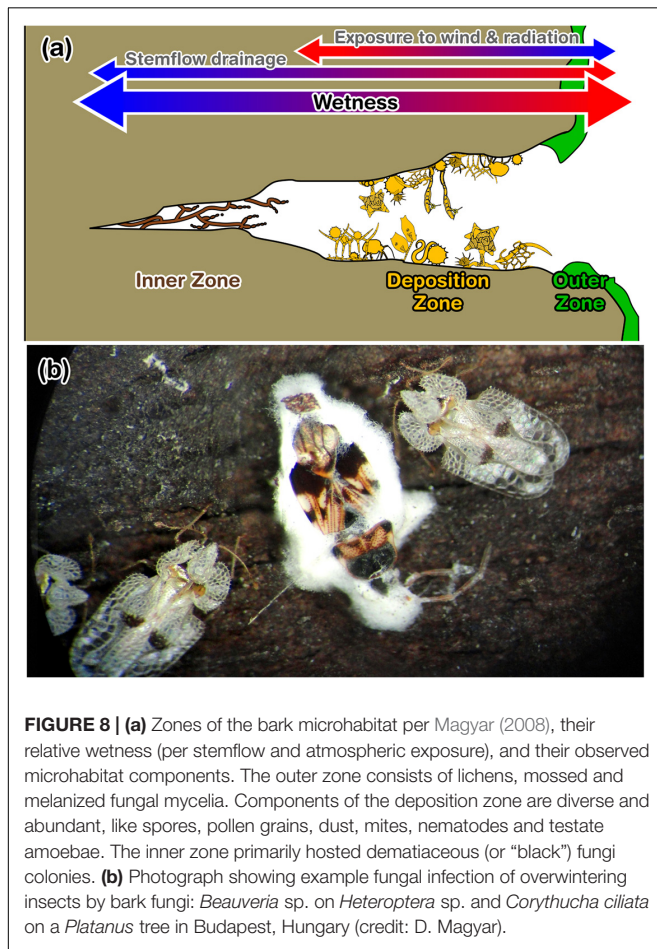 (a)
Exposure to wind & radiation
Stemflow drainage
Wetness
Inner Zone
Deposition
Zone
Outer
Zone
(b)
FIGURE 8 | (a) Zones of the bark microhabitat per Magyar (2008), their
relative wetness (per stemflow and atmospheric exposure), and their observed
microhabitat components. The outer zone consists of lichens, mossed and
melanized fungal mycelia. Components of the deposition zone are diverse and
abundant, like spores, pollen grains, dust, mites, nematodes and testate
amoebae. The inner zone primarily hosted dematiaceous (or “black”) fungi
colonies. (b) Photograph showing example fungal infection of overwintering
insects by bark fungi: Beauveria sp. on Heteroptera sp. and Corythucha ciliata
on a Platanus tree in Budapest, Hungary (credit: D. Magyar).